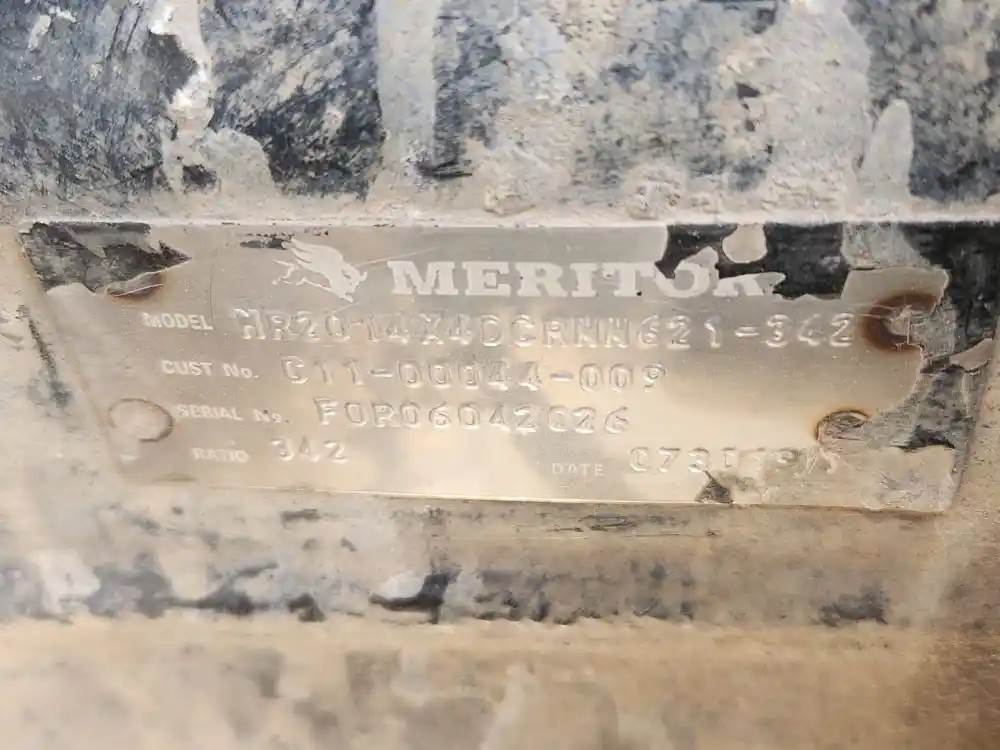 MERITOR
MODEL MR2014X4DCRNN621-342
CUST No. C11-00044-009
SERIAL No. FOR06042026
RATIO 342
DATE